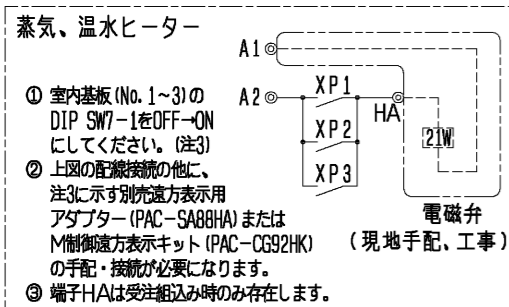 蒸気、温水ヒーター
A1
A2
XP1
HA
XP2
21W
XP3
電磁弁
(現地手配、工事)
① 室内基板(No.1~3)の
DIP SW7-1をOFF→ON
にしてください。(注3)
② 上図の配線接続の他に、
注3に示す別売遠方表示用
アダプター(PAC-SA88HA)または
M制御遠方表示キット(PAC-CG92HK)
の手配・接続が必要になります。
③ 端子HAは受注組込み時のみ存在します。